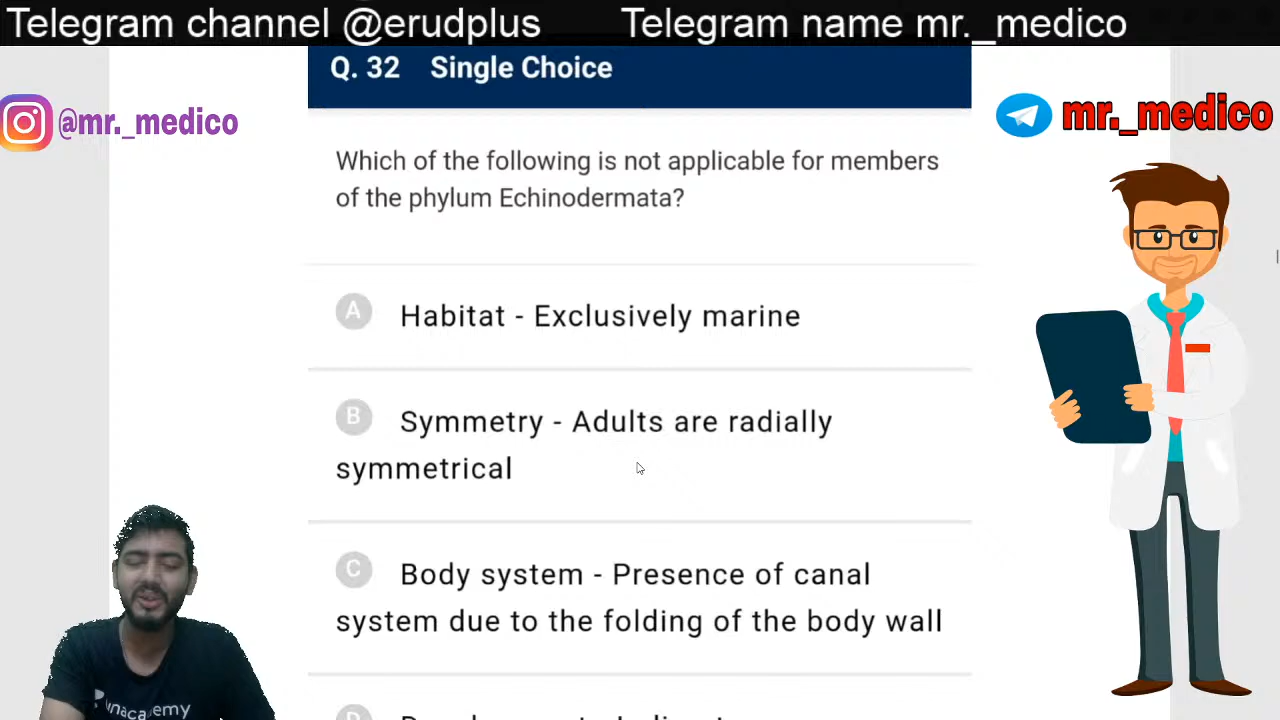 Telegram channel @erudplus Telegram name mr._medico
Q. 32 Single Choice
@mr._medico
mr._medico
Which of the following is not applicable for members
of the phylum Echinodermata?
A Habitat - Exclusively marine
B Symmetry - Adults are radially
symmetrical
C Body system - Presence of canal
system due to the folding of the body wall
unacademy